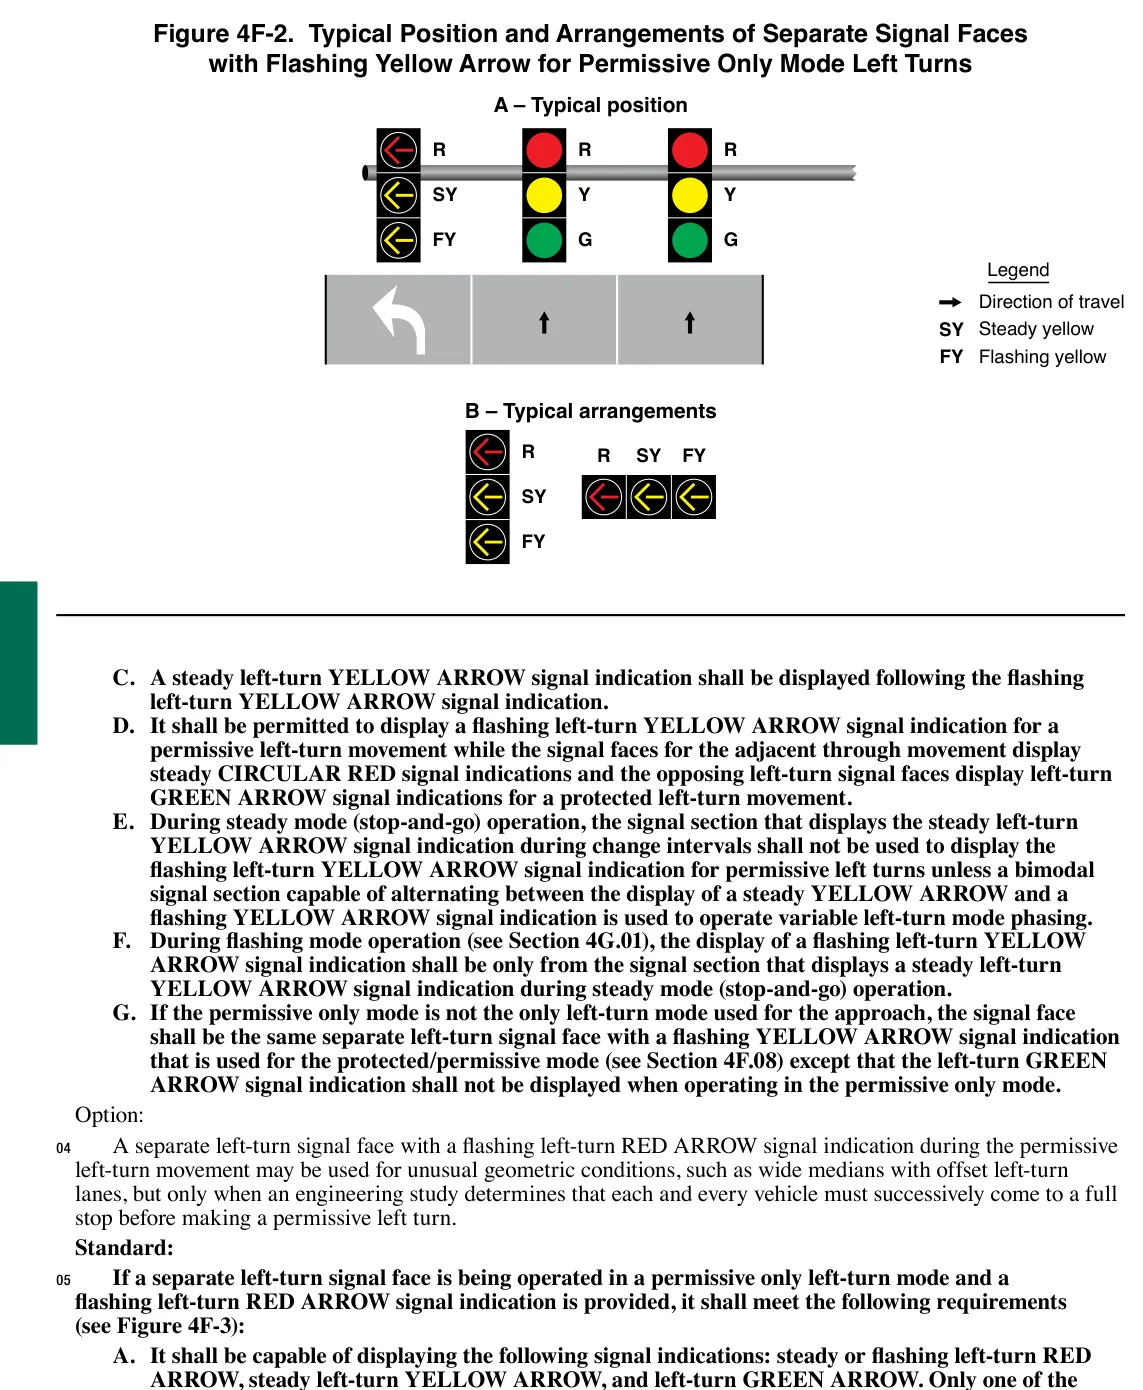 Figure 4F-2.  Typical Position and Arrangements of Separate Signal Faces
with Flashing Yellow Arrow for Permissive Only Mode Left Turns
A – Typical position
R R R
SY Y Y
FY G G
Legend
Direction of travel
SY Steady yellow
FY Flashing yellow
B – Typical arrangements
R
SY
FY
R SY FY
C. A steady left-turn YELLOW ARROW signal indication shall be displayed following the flashing
left-turn YELLOW ARROW signal indication.
D. It shall be permitted to display a flashing left-turn YELLOW ARROW signal indication for a
permissive left-turn movement while the signal faces for the adjacent through movement display
steady CIRCULAR RED signal indications and the opposing left-turn signal faces display left-turn
GREEN ARROW signal indications for a protected left-turn movement.
E. During steady mode (stop-and-go) operation, the signal section that displays the steady left-turn
YELLOW ARROW signal indication during change intervals shall not be used to display the
flashing left-turn YELLOW ARROW signal indication for permissive left turns unless a bimodal
signal section capable of alternating between the display of a steady YELLOW ARROW and a
flashing YELLOW ARROW signal indication is used to operate variable left-turn mode phasing.
F. During flashing mode operation (see Section 4G.01), the display of a flashing left-turn YELLOW
ARROW signal indication shall be only from the signal section that displays a steady left-turn
YELLOW ARROW signal indication during steady mode (stop-and-go) operation.
G. If the permissive only mode is not the only left-turn mode used for the approach, the signal face
shall be the same separate left-turn signal face with a flashing YELLOW ARROW signal indication
that is used for the protected/permissive mode (see Section 4F.08) except that the left-turn GREEN
ARROW signal indication shall not be displayed when operating in the permissive only mode.
Option:
04 A separate left-turn signal face with a flashing left-turn RED ARROW signal indication during the permissive
left-turn movement may be used for unusual geometric conditions, such as wide medians with offset left-turn
lanes, but only when an engineering study determines that each and every vehicle must successively come to a full
stop before making a permissive left turn.
Standard:
05 If a separate left-turn signal face is being operated in a permissive only left-turn mode and a
flashing left-turn RED ARROW signal indication is provided, it shall meet the following requirements
(see Figure 4F-3):
A. It shall be capable of displaying the following signal indications: steady or flashing left-turn RED
ARROW, steady left-turn YELLOW ARROW, and left-turn GREEN ARROW. Only one of the